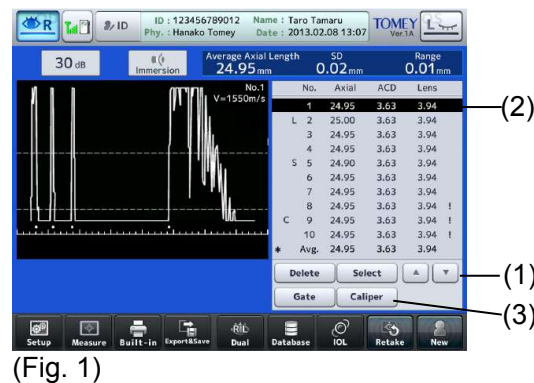 R ID ID : 123456789012 Name : Taro Tamaru TOMEY L
Phy. : Hanako Tomey Date : 2013.02.08 13:07 Ver.1A
30 dB Immersion Average Axial Length SD Range
24.95 mm 0.02 mm 0.01 mm
No.1
V=1550m/s
No. Axial ACD Lens
1 24.95 3.63 3.94
L 2 25.00 3.63 3.94
3 24.95 3.63 3.94
4 24.95 3.63 3.94
S 5 24.90 3.63 3.94
6 24.95 3.63 3.94
7 24.95 3.63 3.94
8 24.95 3.63 3.94 !
C 9 24.95 3.63 3.94 !
10 24.95 3.63 3.94 !
* Avg. 24.95 3.63 3.94
(2)
Delete Select
(1)
Gate Caliper
(3)
Setup Measure Built-in Export&Save Dual Database IOL Retake New
(Fig. 1)